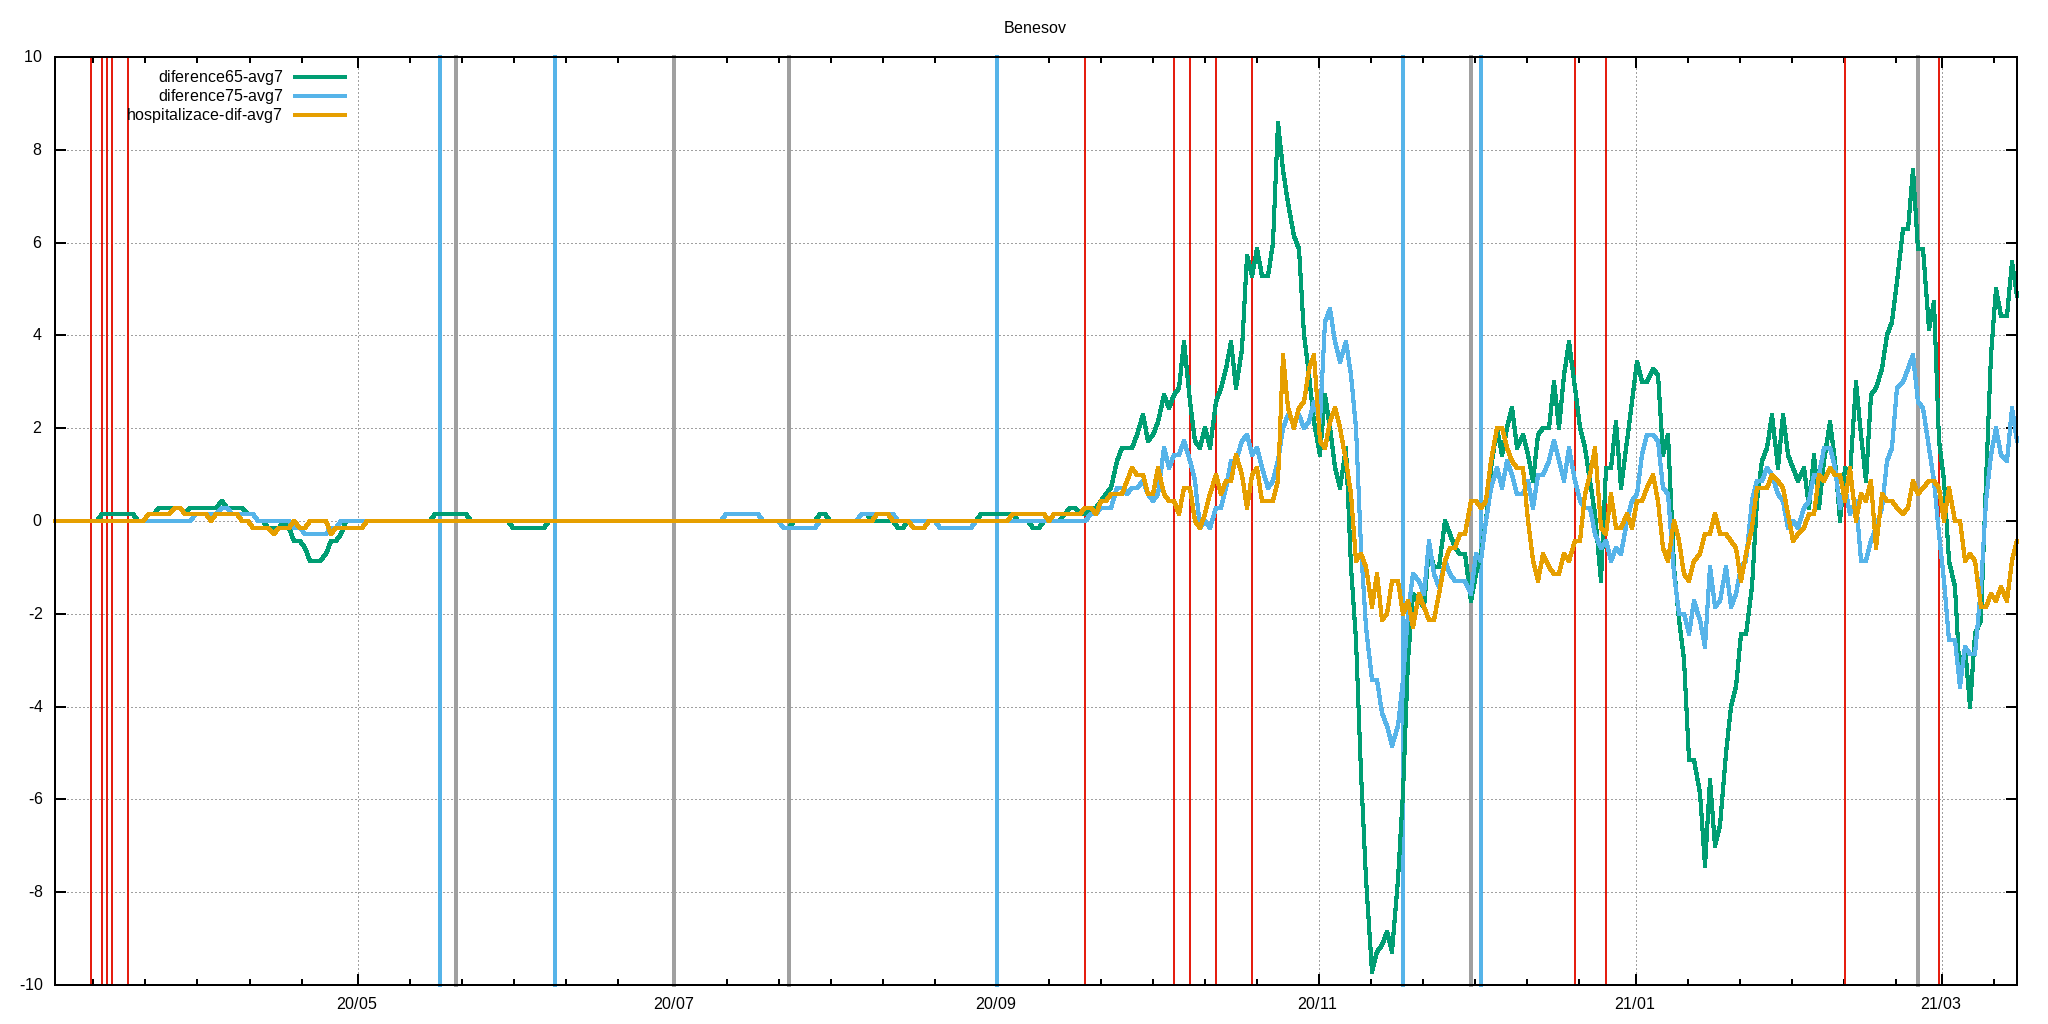 Benesov
diference65-avg7
diference75-avg7
hospitalizace-dif-avg7
10
8
6
4
2
0
-2
-4
-6
-8
-10
20/05 20/07 20/09 20/11 21/01 21/03